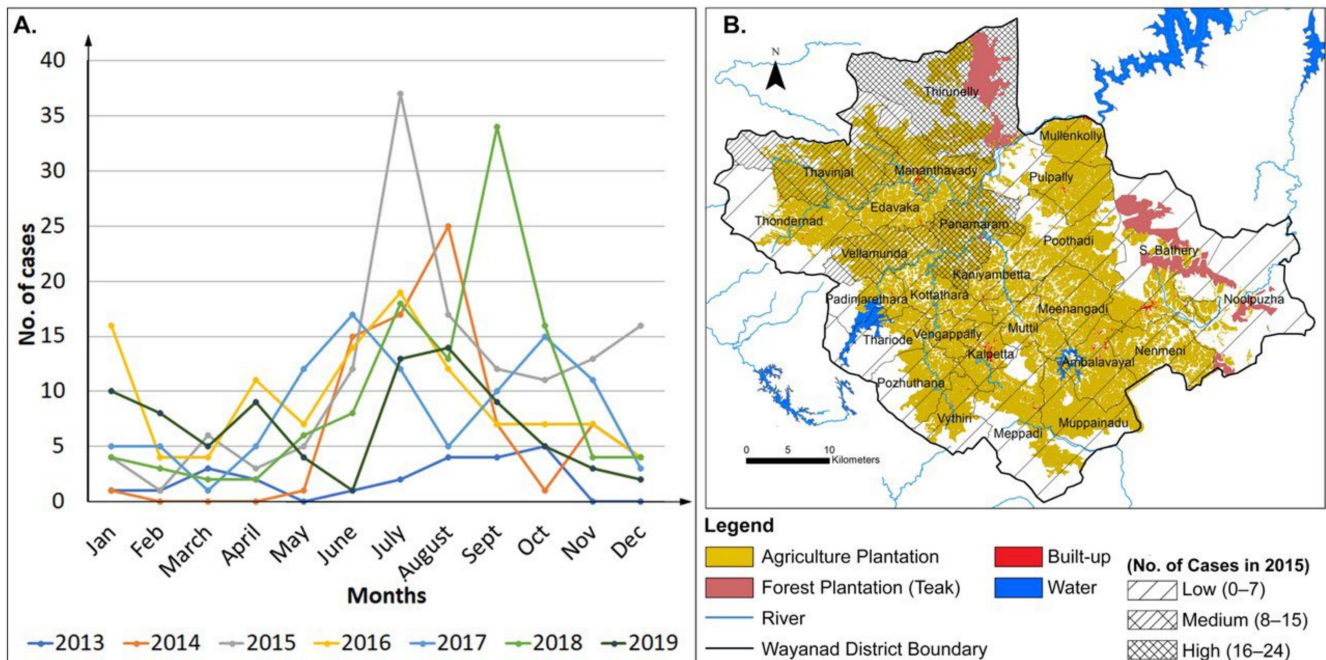 A.
40
35
30
25
20
15
10
5
0
No. of cases
Jan
Feb
March
April
May
June
July
August
Sept
Oct
Nov
Dec
Months
2013
2014
2015
2016
2017
2018
2019
B.
N
Thirunelly
Mullenkolly
Mananthavady
Thavinjal
Pulpally
Edavaka
Thondernad
Panamaram
Poothadi
S. Bathery
Vellamunda
Kaniyambetta
Padinjarethara
Kottathara
Noolpuzha
Meenangadi
Muttil
Vengappally
Thariode
Kalpetta
Nenmeni
Ambalavayal
Pozhuthana
Vythiri
Muppainadu
Meppadi
0 5 10
Kilometers
Legend
Agriculture Plantation
Forest Plantation (Teak)
River
Wayanad District Boundary
Built-up
Water
(No. of Cases in 2015)
Low (0–7)
Medium (8–15)
High (16–24)